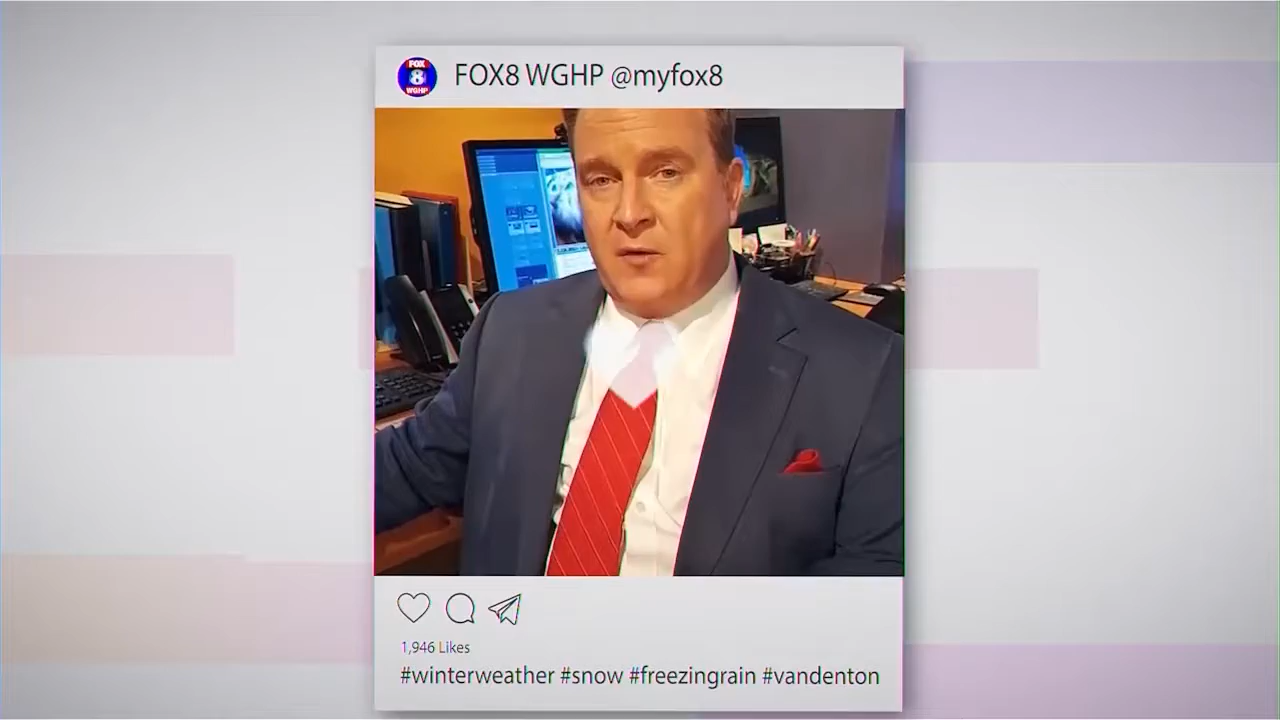 FOX
8
WGHP
FOX8 WGHP @myfox8
1,946 Likes
#winterweather #snow #freezingrain #vandenton